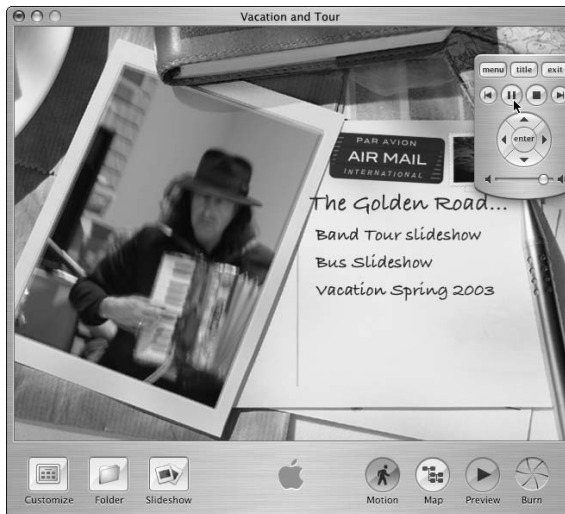 Vacation and Tour
menu title exit
PAR AVION
AIR MAIL
INTERNATIONAL
enter
The Golden Road...
Band Tour slideshow
Bus Slideshow
Vacation Spring 2003
Customize Folder Slideshow Motion Map Preview Burn